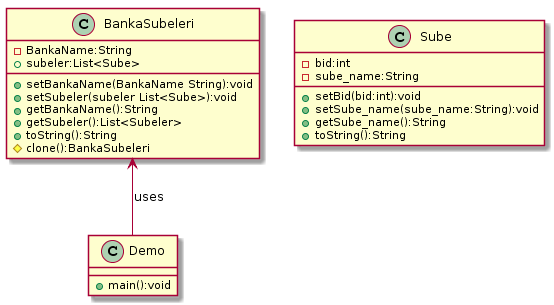 C BankaSubeleri
BankaName:String
subeler:List<Sube>
setBankaName(BankaName String):void
setSubeler(subeler List<Sube>):void
getBankaName():String
getSubeler():List<Subeler>
toString():String
clone():BankaSubeleri
C Sube
bid:int
sube_name:String
setBid(bid:int):void
setSube_name(sube_name:String):void
getSube_name():String
toString():String
uses
C Demo
main():void